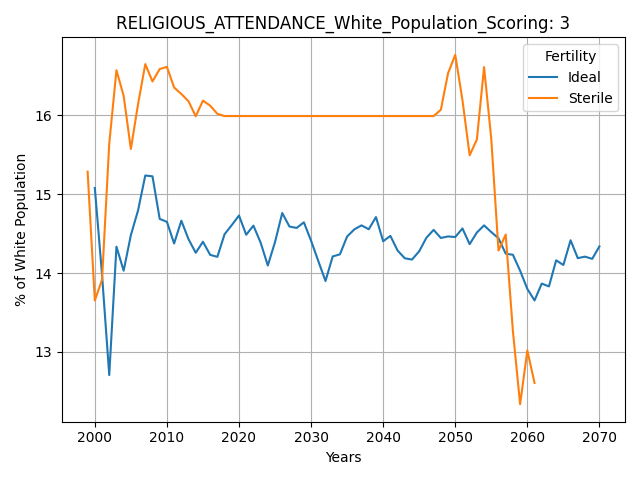 RELIGIOUS_ATTENDANCE_White_Population_Scoring: 3
Fertility
Ideal
Sterile
% of White Population
16
15
14
13
2000 2010 2020 2030 2040 2050 2060 2070
Years